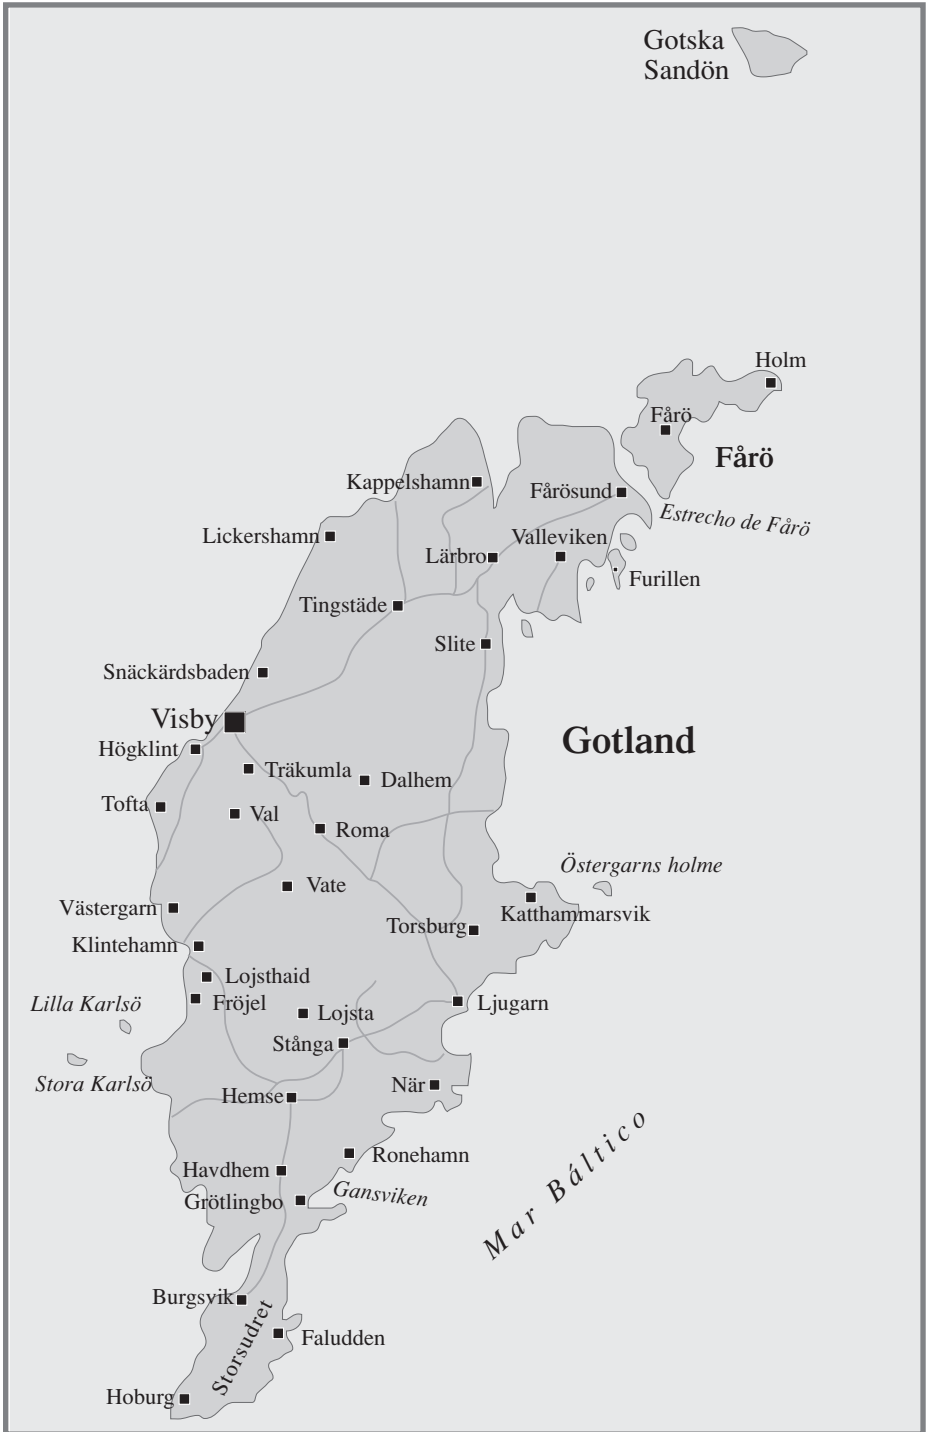 Gotska
Sandön
Holm
Fårö
Fårö
Kappelshamn
Fårösund
Estrecho de Fårö
Lickershamn
Valleviken
Lärbro
Furillen
Tingstäde
Slite
Snäckärdsbaden
Visby
Gotland
Högklint
Träkumla
Dalhem
Tofta
Val
Roma
Östergarns holme
Vate
Västergarn
Katthammarsvik
Torsburg
Klintehamn
Lojsthaid
Lilla Karlsö
Fröjel
Ljugarn
Lojsta
Stånga
Stora Karlsö
När
Hemse
Mar Báltico
Ronehamn
Havdhem
Gansviken
Grötlingbo
Burgsvik
Storsudret
Faludden
Hoburg